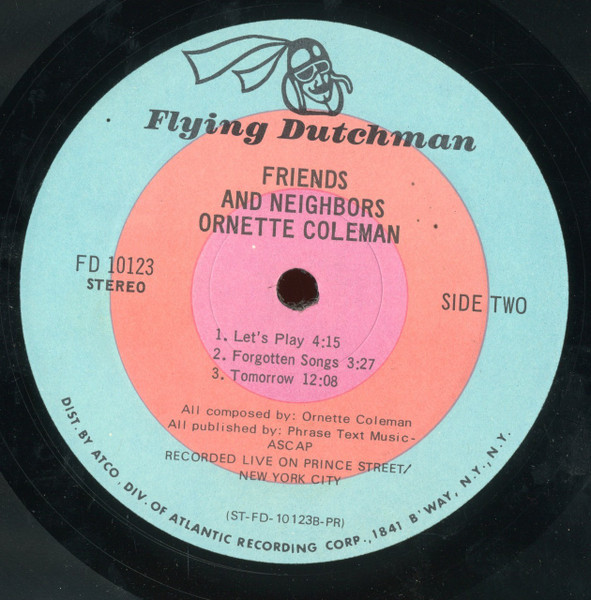 Flying Dutchman
FRIENDS
AND NEIGHBORS
ORNETTE COLEMAN
FD 10123
STEREO
SIDE TWO
1. Let's Play 4:15
2. Forgotten Songs 3:27
3. Tomorrow 12:08
All composed by: Ornette Coleman
All published by: Phrase Text Music-
ASCAP
RECORDED LIVE ON PRINCE STREET/
NEW YORK CITY
(ST-FD-10123B-PR)
DIST. BY ATCO, DIV. OF ATLANTIC RECORDING CORP., 1841 B'WAY, N.Y., N.Y.